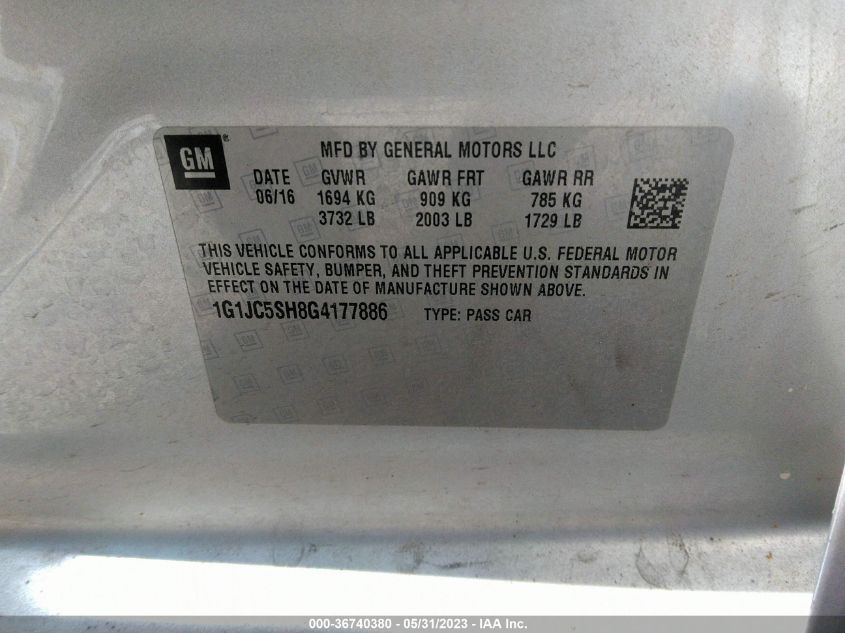 GM®
MFD BY GENERAL MOTORS LLC
DATE GVWR GAWR FRT GAWR RR
06/16 1694 KG 909 KG 785 KG
3732 LB 2003 LB 1729 LB
THIS VEHICLE CONFORMS TO ALL APPLICABLE U.S. FEDERAL MOTOR
VEHICLE SAFETY, BUMPER, AND THEFT PREVENTION STANDARDS IN
EFFECT ON THE DATE OF MANUFACTURE SHOWN ABOVE.
1G1JC5SH8G4177886 TYPE: PASS CAR
000-36740380 - 05/31/2023 - IAA Inc.